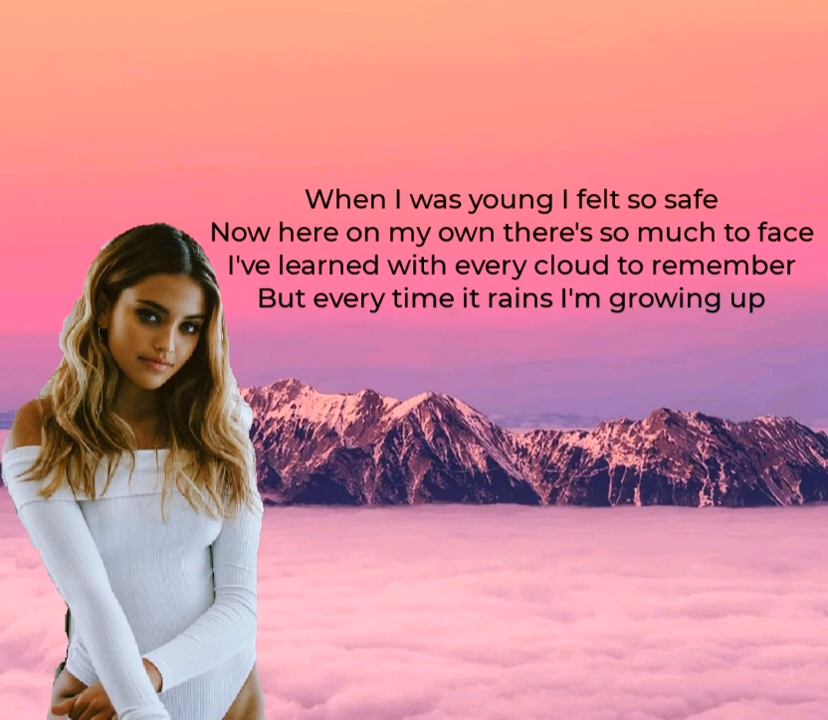 When I was young I felt so safe
Now here on my own there's so much to face
I've learned with every cloud to remember
But every time it rains I'm growing up